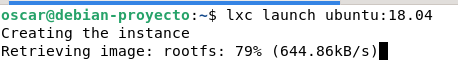 oscar@debian-proyecto:~$ lxc launch ubuntu:18.04
Creating the instance
Retrieving image: rootfs: 79% (644.86kB/s)